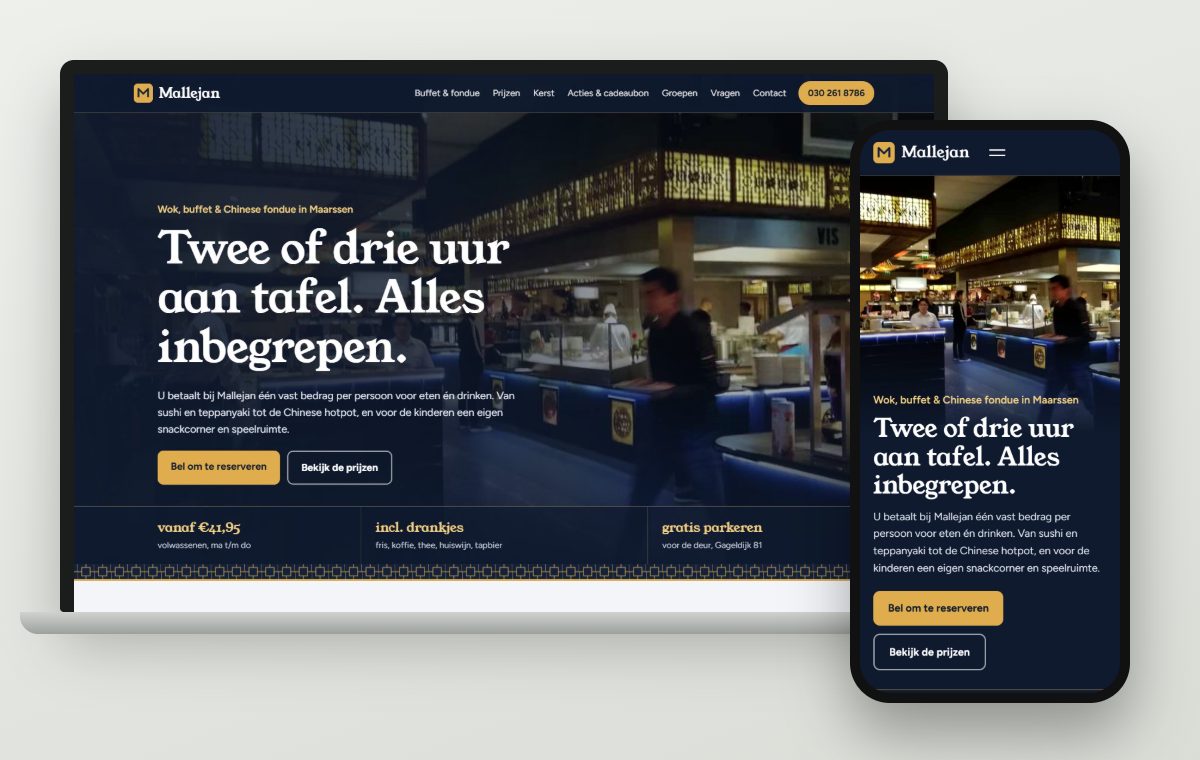 M Mallejan
Buffet & fondue Prijzen Kerst Acties & cadeaubon Groepen Vragen Contact 030 261 8786
Wok, buffet & Chinese fondue in Maarssen
Twee of drie uur
aan tafel. Alles
inbegrepen.
U betaalt bij Mallejan één vast bedrag per persoon voor eten én drinken. Van
sushi en teppanyaki tot de Chinese hotpot, en voor de kinderen een eigen
snackcorner en speelruimte.
Bel om te reserveren Bekijk de prijzen
vanaf €41,95
volwassenen, ma t/m do
incl. drankjes
fris, koffie, thee, huiswijn, tapbier
gratis parkeren
voor de deur, Gageldijk 81
VIS
M Mallejan
Wok, buffet & Chinese fondue in Maarssen
Twee of drie uur
aan tafel. Alles
inbegrepen.
U betaalt bij Mallejan één vast bedrag per
persoon voor eten én drinken. Van sushi en
teppanyaki tot de Chinese hotpot, en voor de
kinderen een eigen snackcorner en speelruimte.
Bel om te reserveren
Bekijk de prijzen